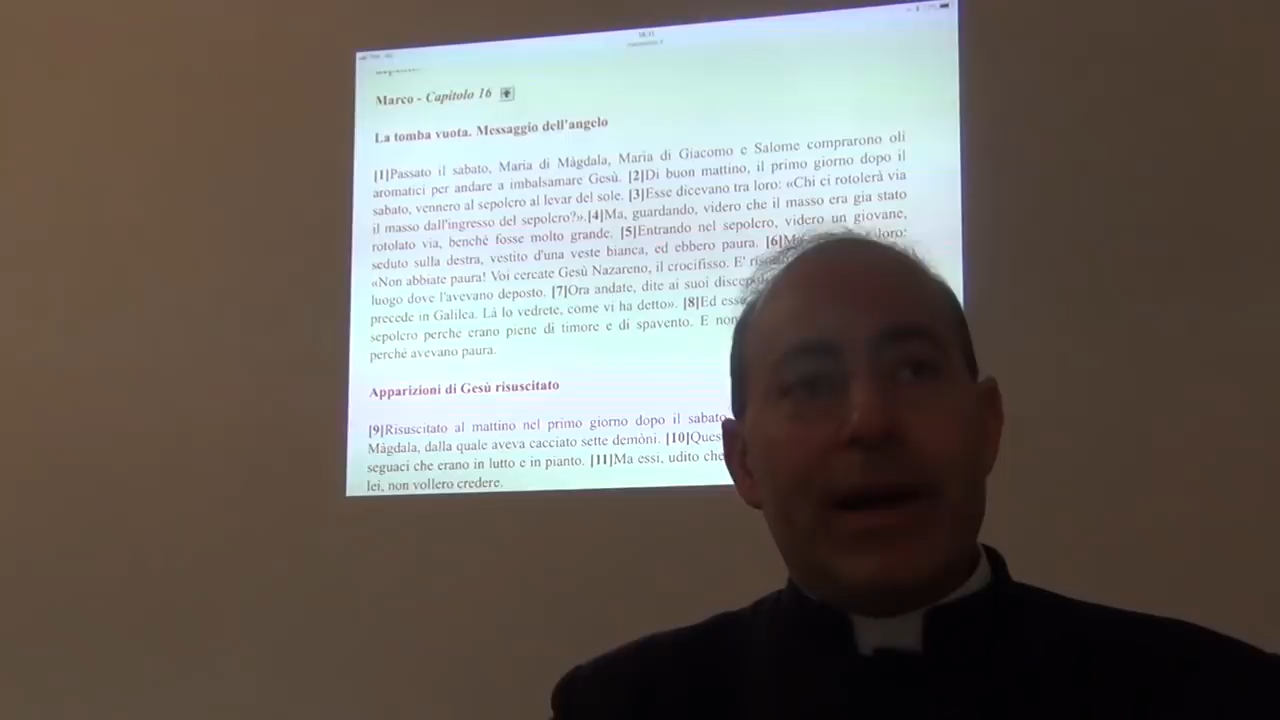 18:31
Marco - Capitolo 16
La tomba vuota. Messaggio dell'angelo
[1]Passato il sabato, Maria di Màgdala, Maria di Giacomo e Salome comprarono oli
aromatici per andare a imbalsamare Gesù. [2]Di buon mattino, il primo giorno dopo il
sabato, vennero al sepolcro al levar del sole. [3]Esse dicevano tra loro: «Chi ci rotolerà via
il masso dall'ingresso del sepolcro?».[4]Ma, guardando, videro che il masso era gia stato
rotolato via, benché fosse molto grande. [5]Entrando nel sepolcro, videro un giovane,
seduto sulla destra, vestito d'una veste bianca, ed ebbero paura. [6] loro:
«Non abbiate paura! Voi cercate Gesù Nazareno, il crocifisso. E'
luogo dove l'avevano deposto. [7]Ora andate, dite ai suoi
precede in Galilea. Là lo vedrete, come vi ha detto». [8]Ed
sepolcro perche erano piene di timore e di spavento. E
perché avevano paura.
Apparizioni di Gesù risuscitato
[9]Risuscitato al mattino nel primo giorno dopo il sabato
Màgdala, dalla quale aveva cacciato sette demòni. [10]
seguaci che erano in lutto e in pianto. [11]Ma essi, udito che
lei, non vollero credere.